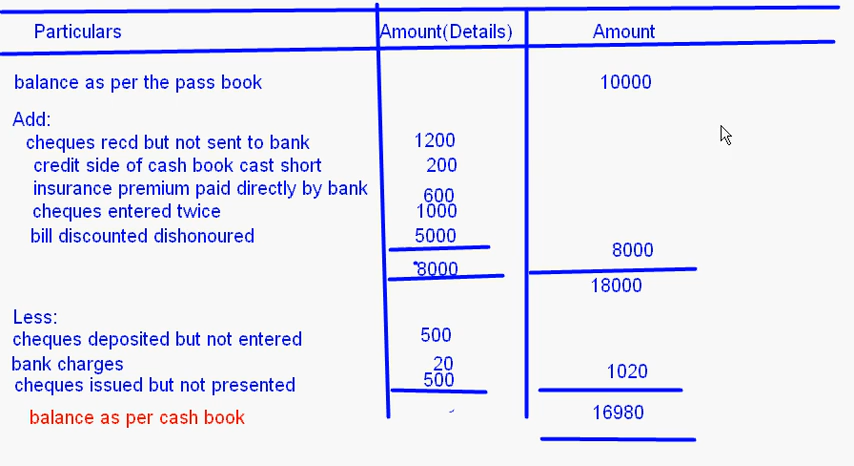 Particulars Amount(Details) Amount
balance as per the pass book 10000
Add:
cheques recd but not sent to bank 1200
credit side of cash book cast short 200
insurance premium paid directly by bank 600
cheques entered twice 1000
bill discounted dishonoured 5000
8000 8000
18000
Less:
cheques deposited but not entered 500
bank charges 20
cheques issued but not presented 500 1020
balance as per cash book 16980